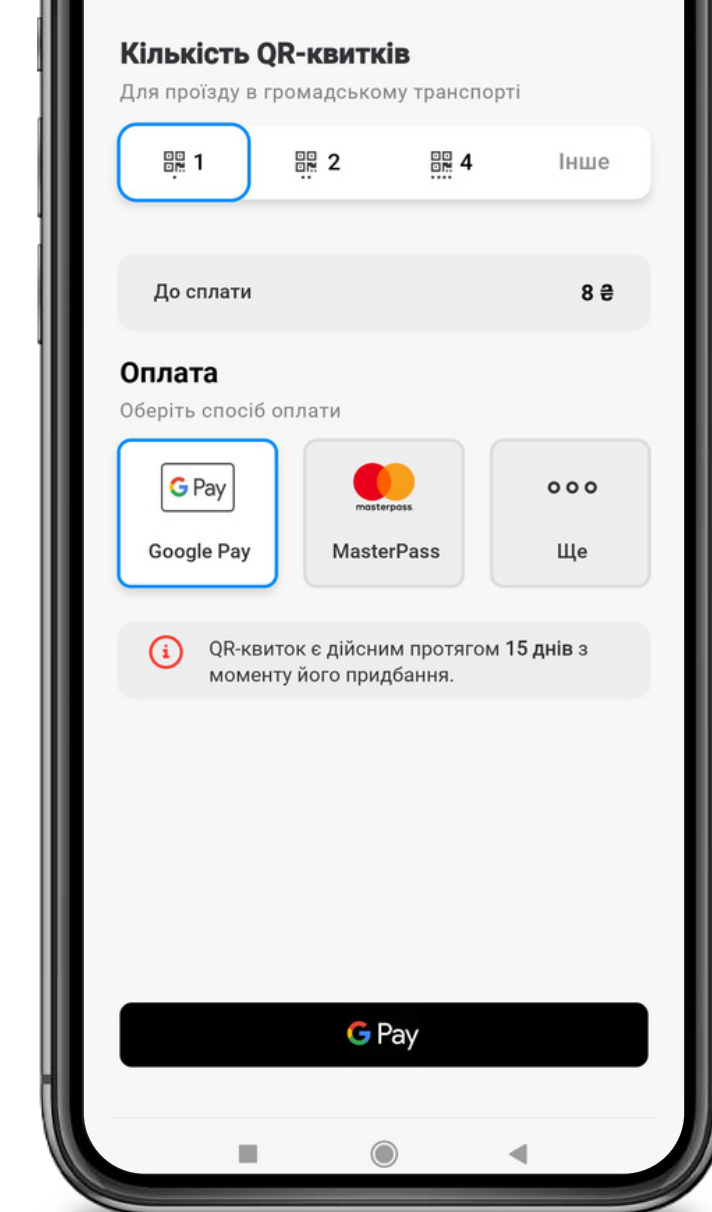 Кількість QR-квитків
Для проїзду в громадському транспорті
1 2 4 Інше
До сплати 8 ₴
Оплата
Оберіть спосіб оплати
G Pay masterpass
Google Pay MasterPass Ще
QR-квиток є дійсним протягом 15 днів з
моменту його придбання.
G Pay